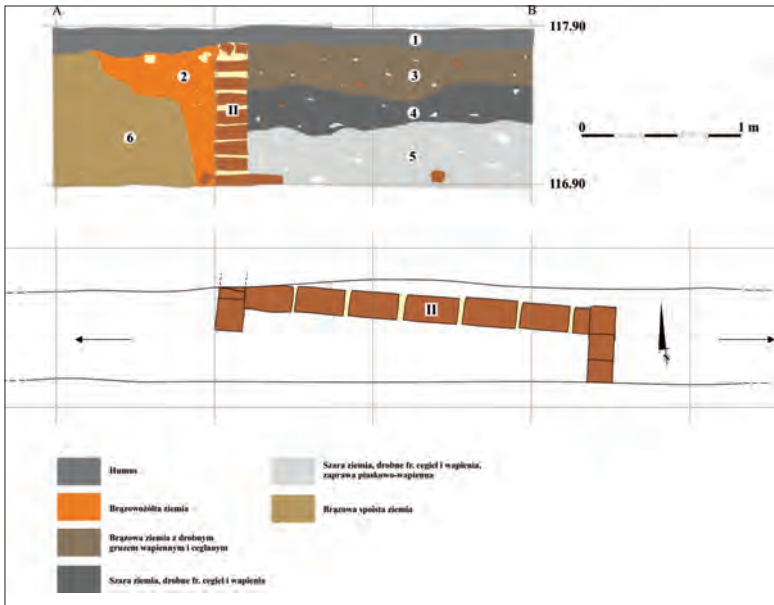 A
B
117.90
1
2
3
II
4
6
5
0
1 m
116.90
II
N
Humus
Brązowożółta ziemia
Brązowa ziemia z drobnym
gruzem wapiennym i ceglanym
Szara ziemia, drobne fr. cegieł i wapienia
Szara ziemia, drobne fr. cegieł i wapienia,
zaprawa piaskowo-wapienna
Brązowa spoista ziemia